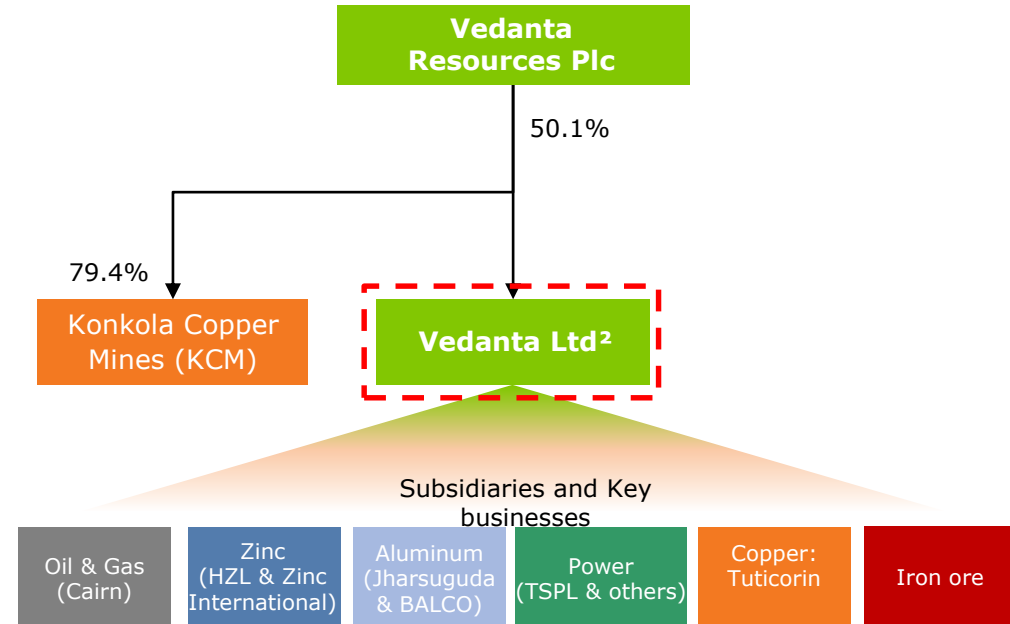 Vedanta
Resources Plc
50.1%
79.4%
Konkola Copper
Mines (KCM)
Vedanta Ltd²
Subsidiaries and Key
businesses
Oil & Gas
(Cairn)
Zinc
(HZL & Zinc
International)
Aluminum
(Jharsuguda
& BALCO)
Power
(TSPL & others)
Copper:
Tuticorin
Iron ore